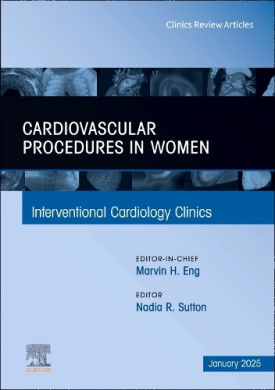 Clinics Review Articles
CARDIOVASCULAR
PROCEDURES IN WOMEN
Interventional Cardiology Clinics
EDITOR-IN-CHIEF
Marvin H. Eng
EDITOR
Nadia R. Sutton
ELSEVIER
January 2025